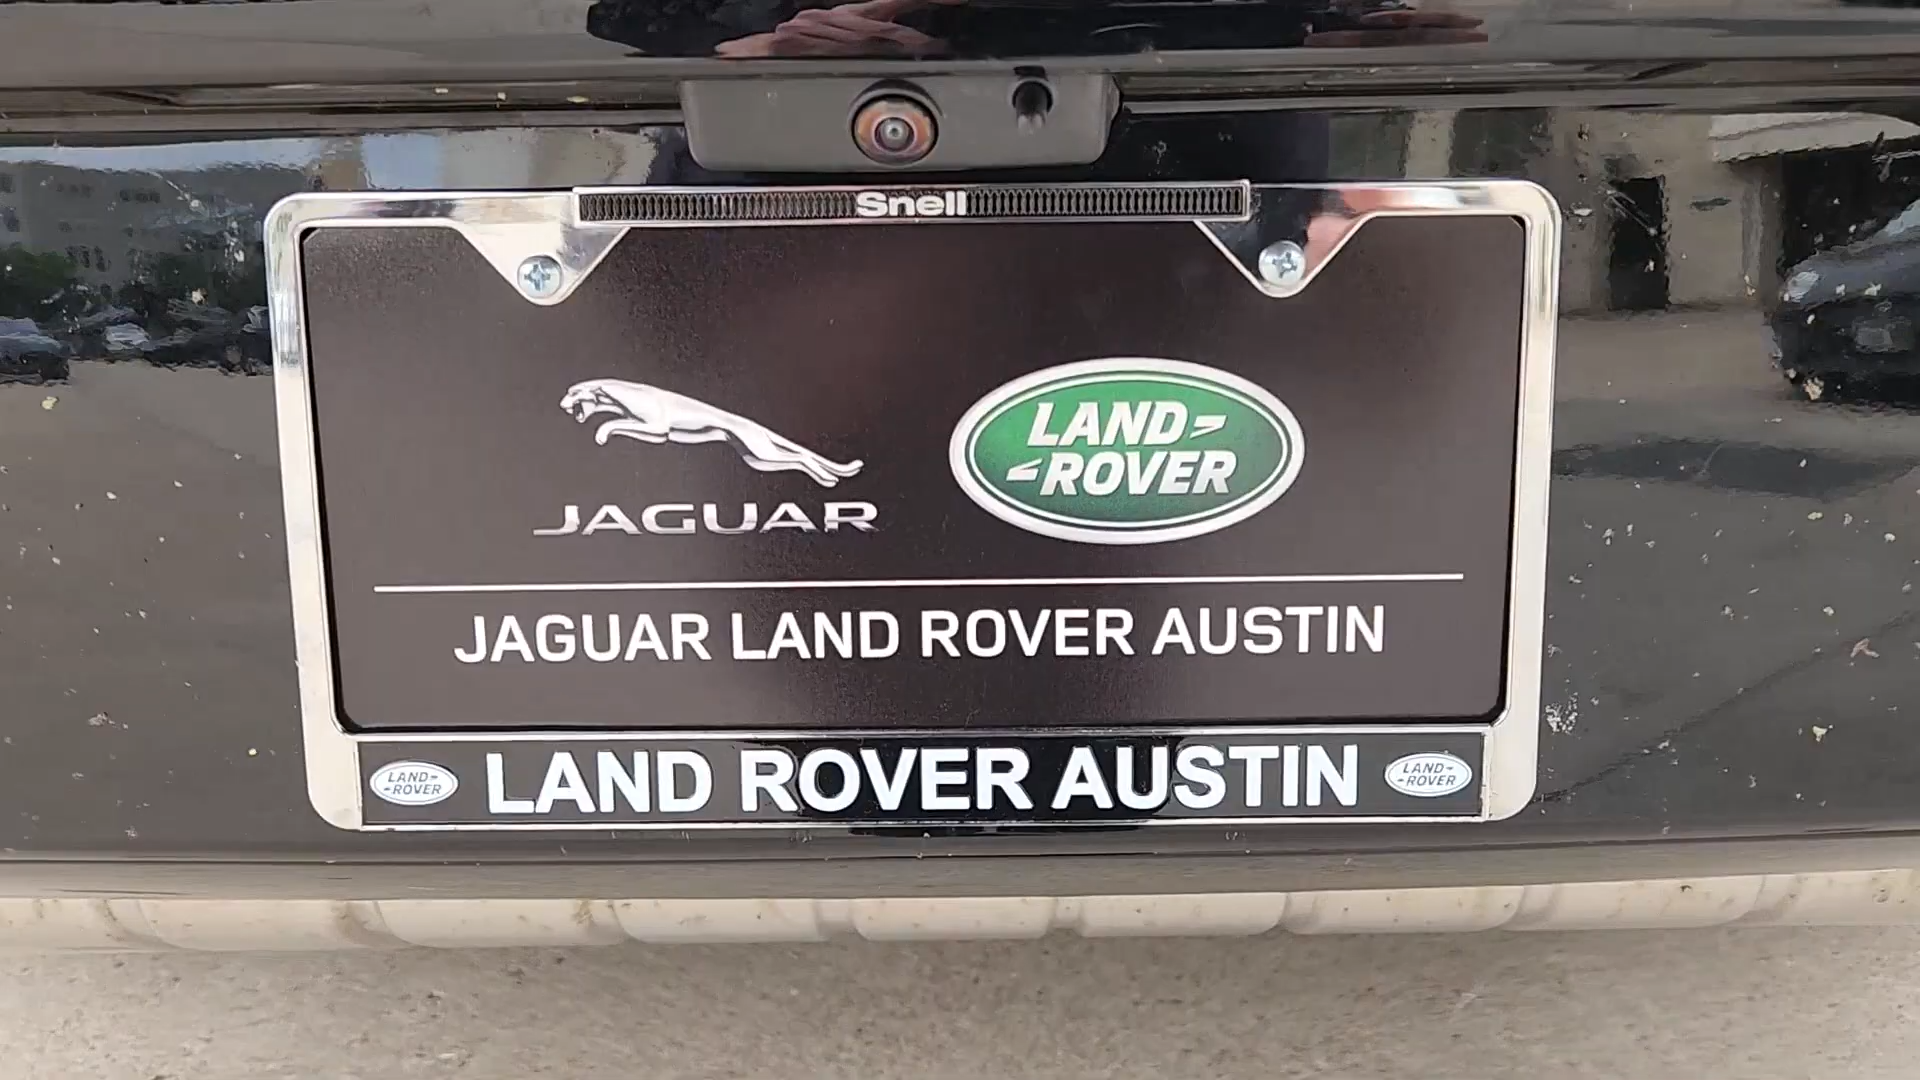 Snell
LAND
ROVER
JAGUAR
JAGUAR LAND ROVER AUSTIN
LAND ROVER
LAND ROVER AUSTIN
LAND ROVER